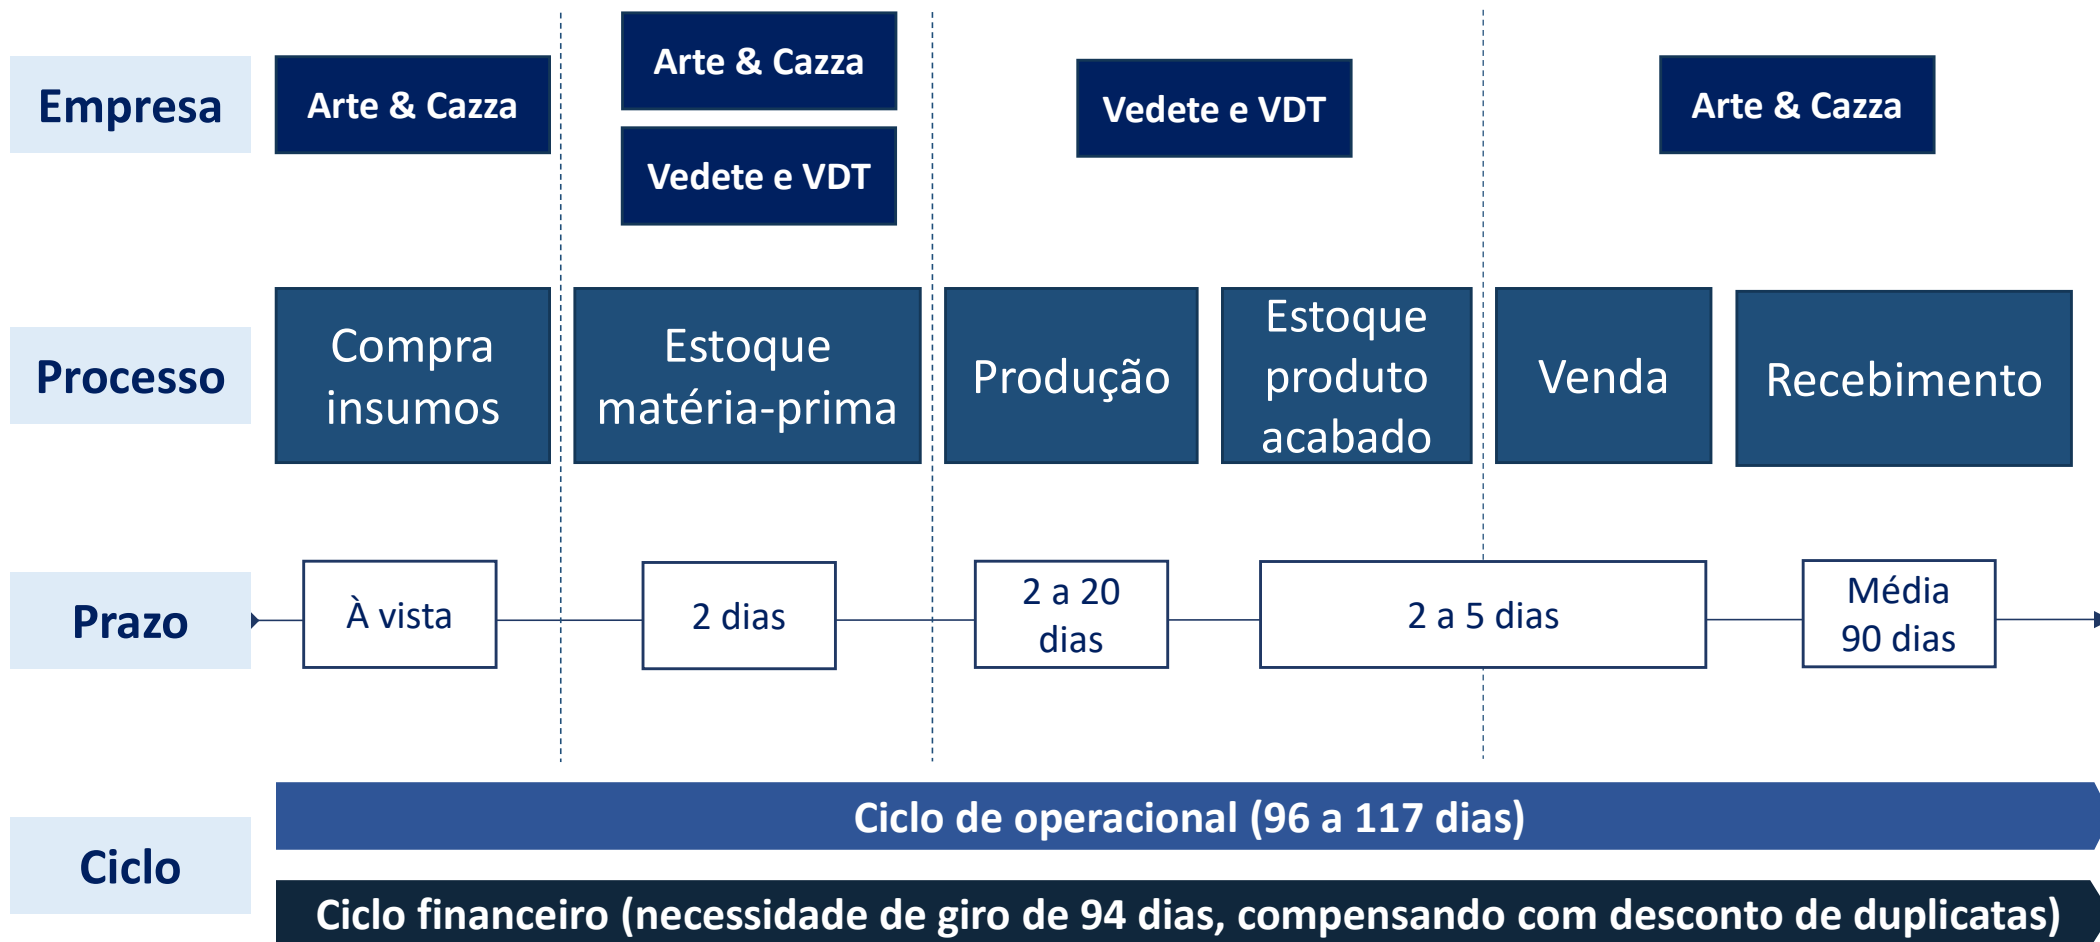 Empresa
Arte & Cazza
Arte & Cazza
Vedete e VDT
Vedete e VDT
Arte & Cazza
Processo
Compra
insumos
Estoque
matéria-prima
Produção
Estoque
produto
acabado
Venda
Recebimento
Prazo
À vista
2 dias
2 a 20
dias
2 a 5 dias
Média
90 dias
Ciclo
Ciclo de operacional (96 a 117 dias)
Ciclo financeiro (necessidade de giro de 94 dias, compensando com desconto de duplicatas)